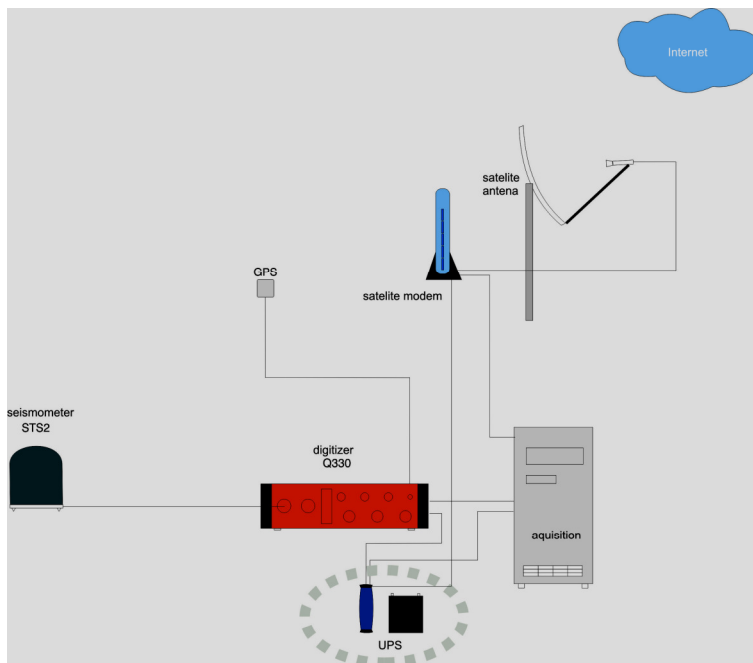 Internet
satelite
antena
GPS
satelite modem
seismometer
STS2
digitizer
Q330
aquisition
UPS